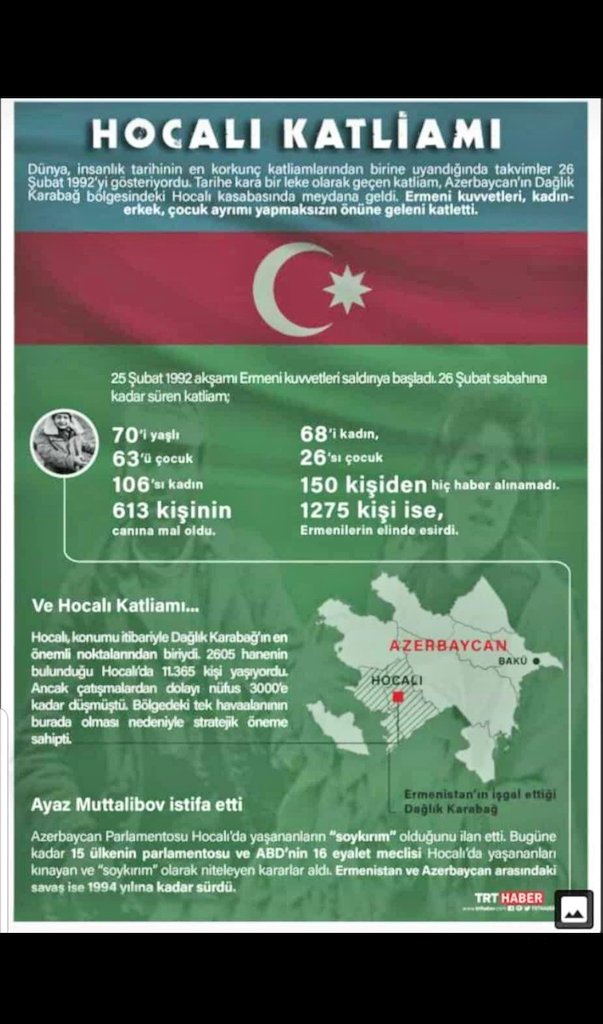 HOCALI KATLİAMI
Dünya, insanlık tarihinin en korkunç katliamlarından birine uyandığında takvimler 26
Şubat 1992'yi gösteriyordu. Tarihe kara bir leke olarak geçen katliam, Azerbaycan'ın Dağlık
Karabağ bölgesindeki Hocalı kasabasında meydana geldi. Ermeni kuvvetleri, kadın-
erkek, çocuk ayrımı yapmaksızın önüne geleni katletti.
25 Şubat 1992 akşamı Ermeni kuvvetleri saldırıya başladı. 26 Şubat sabahına
kadar süren katliam;
70'i yaşlı
63'ü çocuk
106'sı kadın
613 kişinin
canına mal oldu.
68'i kadın,
26'sı çocuk
150 kişiden hiç haber alınamadı.
1275 kişi ise,
Ermenilerin elinde esirdi.
Ve Hocalı Katliamı...
Hocalı, konumu itibariyle Dağlık Karabağ'ın en
önemli noktalarından biriydi. 2605 hanenin
bulunduğu Hocalı'da 11.365 kişi yaşıyordu.
Ancak çatışmalardan dolayı nüfus 3000'e
kadar düşmüştü. Bölgedeki tek havaalanının
burada olması nedeniyle stratejik öneme
sahipti.
AZERBAYCAN
BAKÜ
HOCALI
Ermenistan'ın işgal ettiği
Dağlık Karabağ
Ayaz Muttalibov istifa etti
Azerbaycan Parlamentosu Hocalı'da yaşananların "soykırım" olduğunu ilan etti. Bugüne
kadar 15 ülkenin parlamentosu ve ABD'nin 16 eyalet meclisi Hocalı'da yaşananları
kınayan ve "soykırım" olarak niteleyen kararlar aldı. Ermenistan ve Azerbaycan arasındaki
savaş ise 1994 yılına kadar sürdü.
TRT HABER
www.trthaber.com